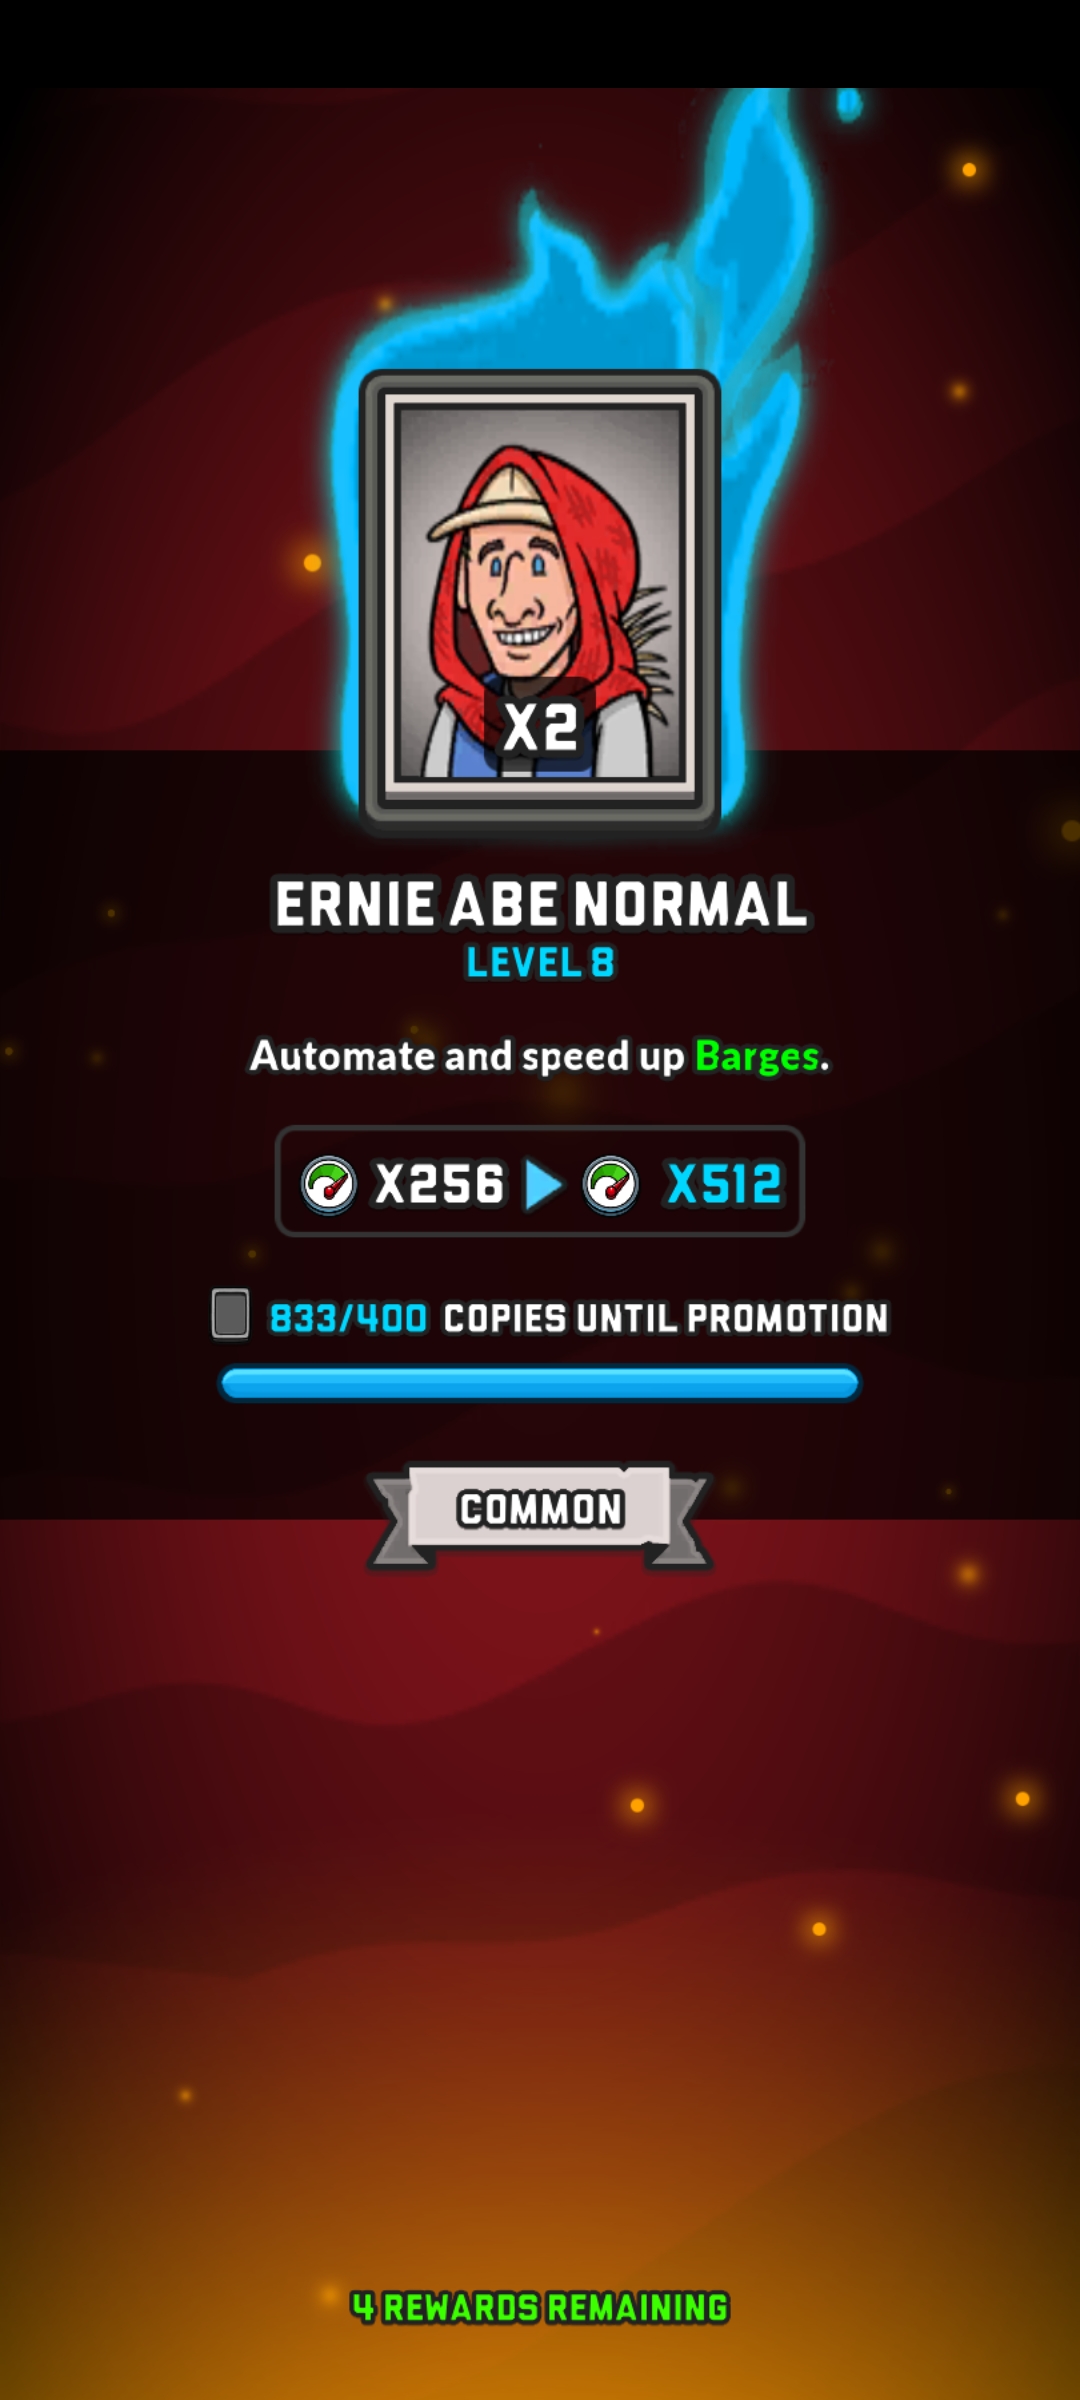 X2
ERNIE ABE NORMAL
LEVEL 8
Automate and speed up Barges.
X256 X512
833/400 COPIES UNTIL PROMOTION
COMMON
4 REWARDS REMAINING